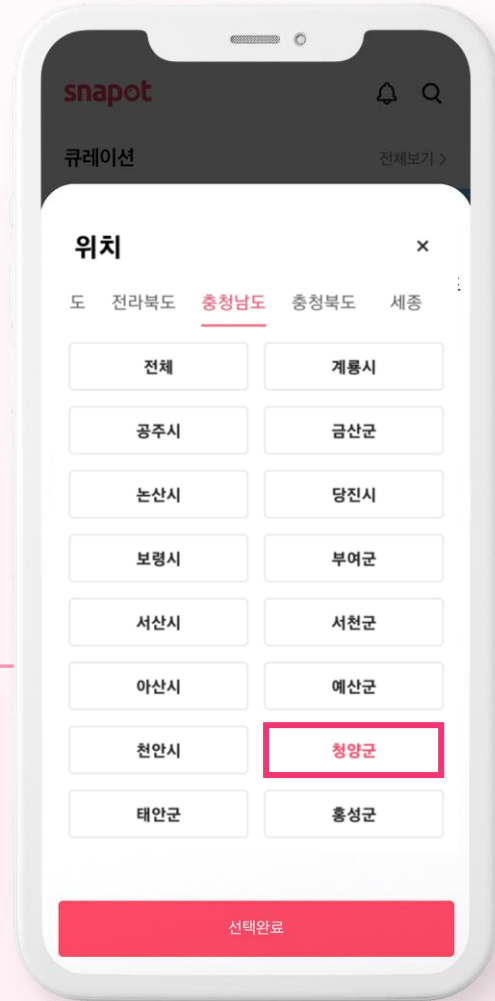 snapot
큐레이션 전체보기 >
위치 ×
도 전라북도 충청남도 충청북도 세종
전체 계룡시
공주시 금산군
논산시 당진시
보령시 부여군
서산시 서천군
아산시 예산군
천안시 청양군
태안군 홍성군
선택완료